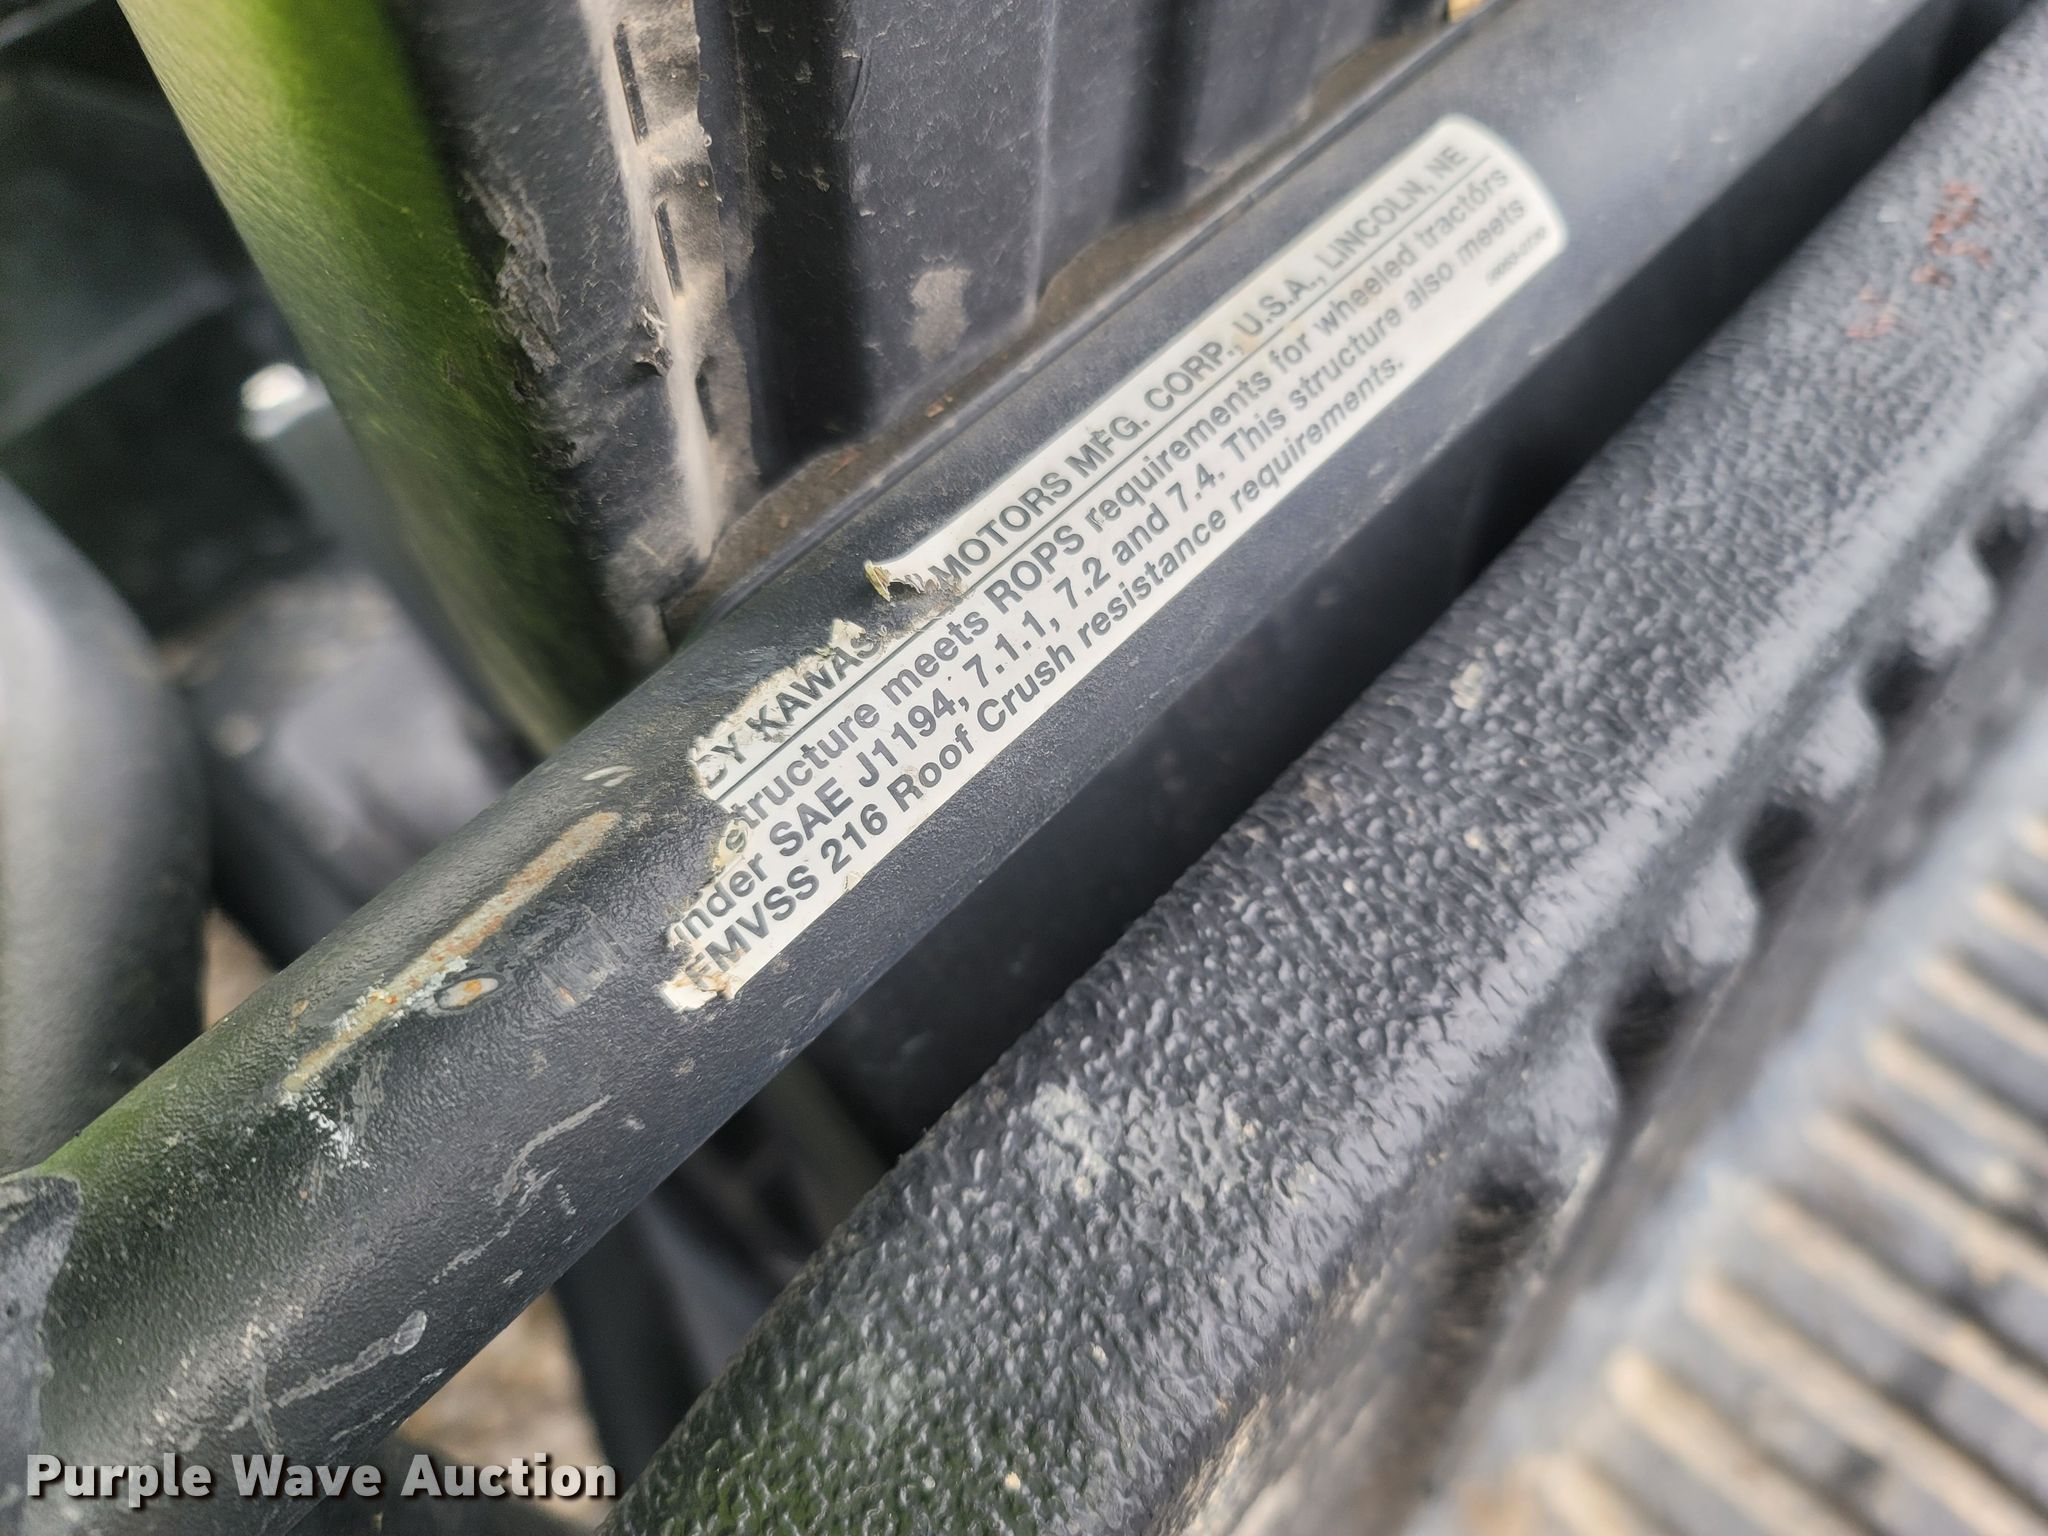 BY KAWAS MOTORS MFG. CORP., U.S.A., LINCOLN, NE
structure meets ROPS requirements for wheeled tractors
under SAE J1194, 7.1.1, 7.2 and 7.4. This structure also meets
FMVSS 216 Roof Crush resistance requirements.
Purple Wave Auction